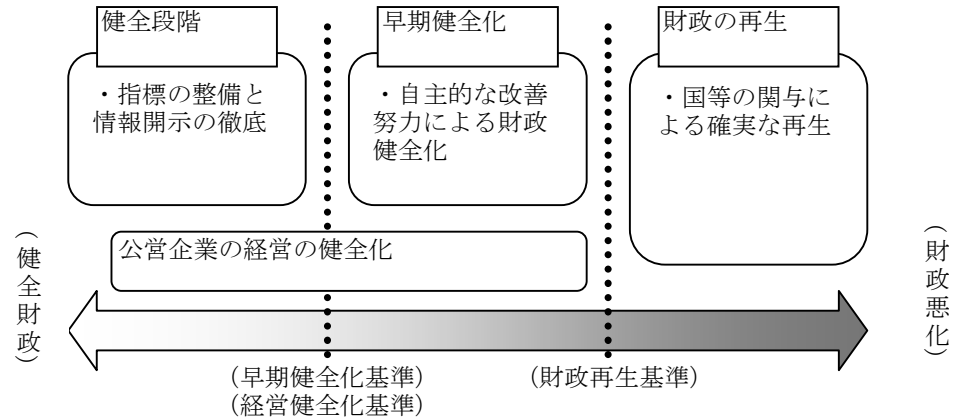 健全段階
・指標の整備と
情報開示の徹底
早期健全化
・自主的な改善
努力による財政
健全化
財政の再生
・国等の関与に
よる確実な再生
公営企業の経営の健全化
（健全財政）
（財政悪化）
（早期健全化基準）
（経営健全化基準）
（財政再生基準）